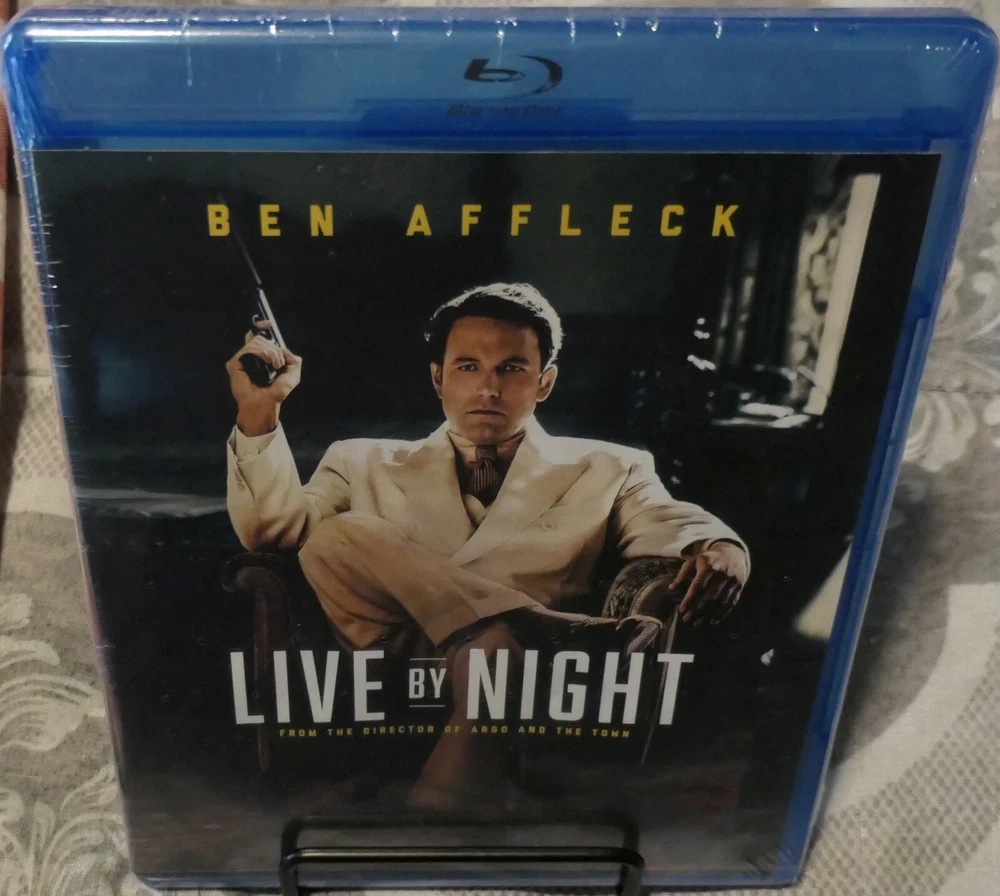 Blu-ray Disc
BEN AFFLECK
LIVE BY NIGHT
FROM THE DIRECTOR OF ARGO AND THE TOWN